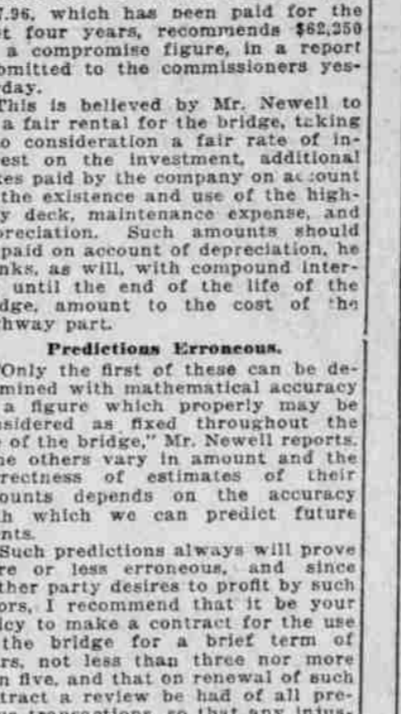 7.96, which has been paid for the
t four years, recommends $62,250
a compromise figure, in a report
bmitted to the commissioners yes-
day.
This is believed by Mr. Newell to
a fair rental for the bridge, taking
o consideration a fair rate of in-
est on the investment, additional
es paid by the company on account
the existence and use of the high-
y deck, maintenance expense, and
preciation. Such amounts should
paid on account of depreciation, he
nks, as will, with compound inter-
until the end of the life of the
dge, amount to the cost of the
hway part.
Predictions Erroneous.
"Only the first of these can be de-
mined with mathematical accuracy
a figure which properly may be
sidered as fixed throughout the
of the bridge," Mr. Newell reports.
he others vary in amount and the
rectness of estimates of their
ounts depends on the accuracy
h which we can predict future
nts.
Such predictions always will prove
re or less erroneous, and since
ther party desires to profit by such
ors, I recommend that it be your
icy to make a contract for the use
the bridge for a brief term of
rs, not less than three nor more
n five, and that on renewal of such
tract a review be had of all pre-
transactions, so that any injus-